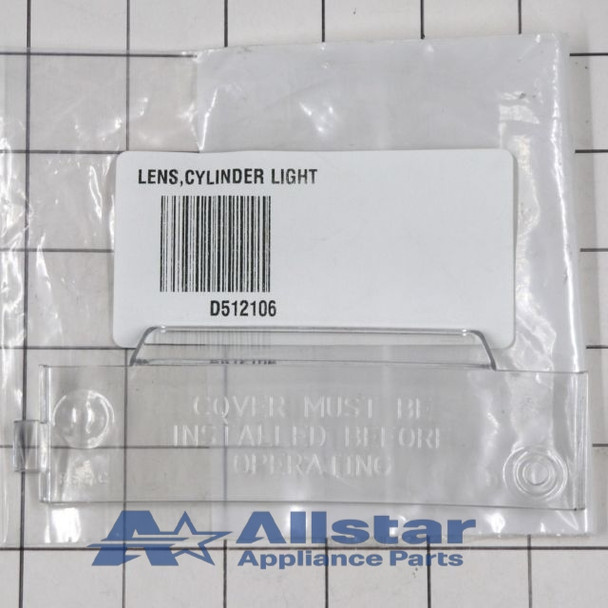 LENS,CYLINDER LIGHT
D512106
COVER MUST BE
INSTALLED BEFORE
OPERATING
Allstar
Appliance Parts